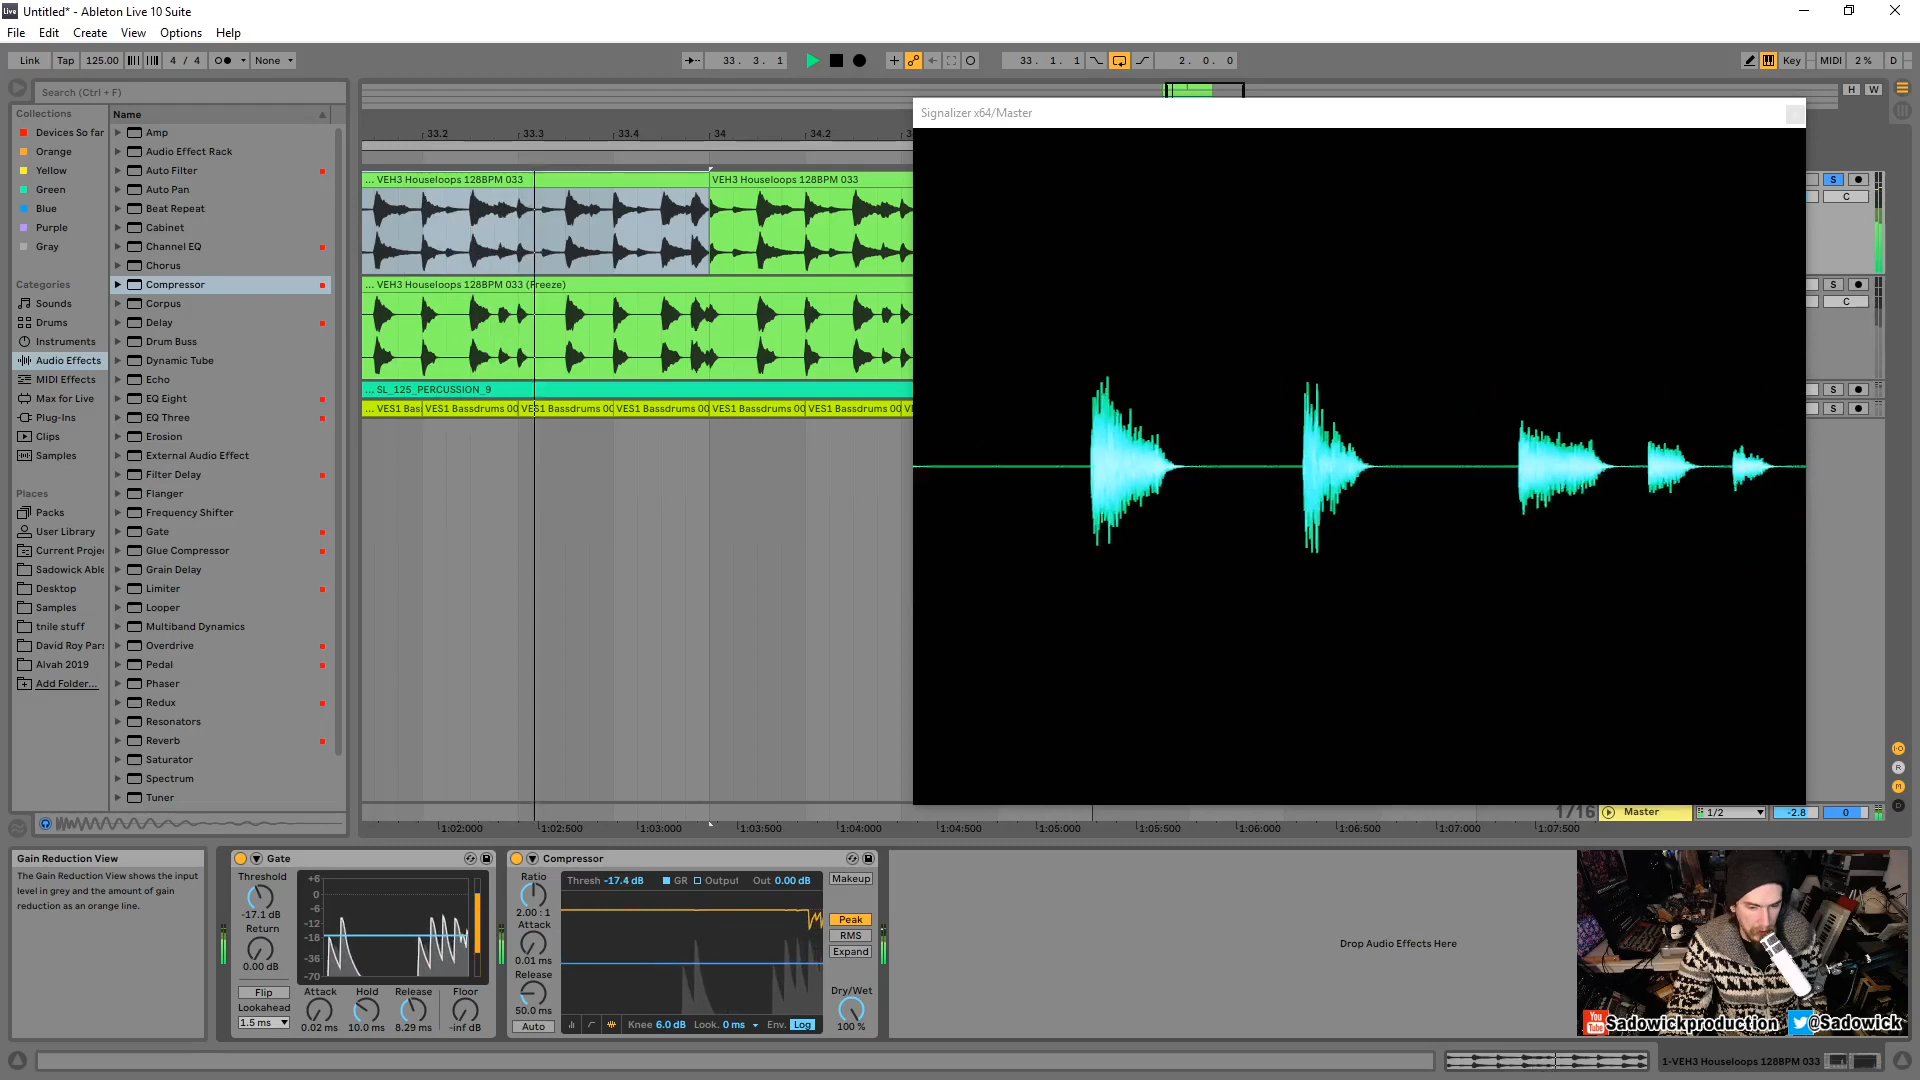 Untitled* - Ableton Live 10 Suite
File Edit Create View Options Help
Link Tap 125.00 4 / 4 None 33. 3. 1 33. 1. 1 2. 0. 0 Key MIDI 2 % D
Search (Ctrl + F)
H W
Collections
Devices So far
Orange
Yellow
Green
Blue
Purple
Gray
Categories
Sounds
Drums
Instruments
Audio Effects
MIDI Effects
Max for Live
Plug-Ins
Clips
Samples
Places
Packs
User Library
Current Projec
Sadowick Able
Desktop
Samples
tnile stuff
David Roy Pars
Alvah 2019
Add Folder...
Name
Amp
Audio Effect Rack
Auto Filter
Auto Pan
Beat Repeat
Cabinet
Channel EQ
Chorus
Compressor
Corpus
Delay
Drum Buss
Dynamic Tube
Echo
EQ Eight
EQ Three
Erosion
External Audio Effect
Filter Delay
Flanger
Frequency Shifter
Gate
Glue Compressor
Grain Delay
Limiter
Looper
Multiband Dynamics
Overdrive
Pedal
Phaser
Redux
Resonators
Reverb
Saturator
Spectrum
Tuner
33.2 33.3 33.4 34 34.2
... VEH3 Houseloops 128BPM 033 VEH3 Houseloops 128BPM 033
... VEH3 Houseloops 128BPM 033 (Freeze)
... SL_125_PERCUSSION_9
... VES1 Bas VES1 Bassdrums 00 VES1 Bassdrums 00 VES1 Bassdrums 00 VES1 Bassdrums 00 VES1 Bassdrums 00
Signalizer x64/Master
S
C
S
C
S
S
1/16 Master 1/2 -2.8 0
1:02:000 1:02:500 1:03:000 1:03:500 1:04:000 1:04:500 1:05:000 1:05:500 1:06:000 1:06:500 1:07:000 1:07:500
Gain Reduction View
The Gain Reduction View shows the input
level in grey and the amount of gain
reduction as an orange line.
Gate
Threshold
-17.1 dB
Return
0.00 dB
Flip
Lookahead
1.5 ms
+6
0
-6
-12
-18
-36
-70
Attack Hold Release Floor
0.02 ms 10.0 ms 8.29 ms -inf dB
Compressor
Ratio
2.00 : 1
Attack
0.01 ms
Release
50.0 ms
Auto
Thresh -17.4 dB GR Output Out 0.00 dB
Knee 6.0 dB Look. 0 ms Env. Log
Makeup
Peak
RMS
Expand
Dry/Wet
100 %
Drop Audio Effects Here
You Tube Sadowickproduction @Sadowick
1-VEH3 Houseloops 128BPM 033